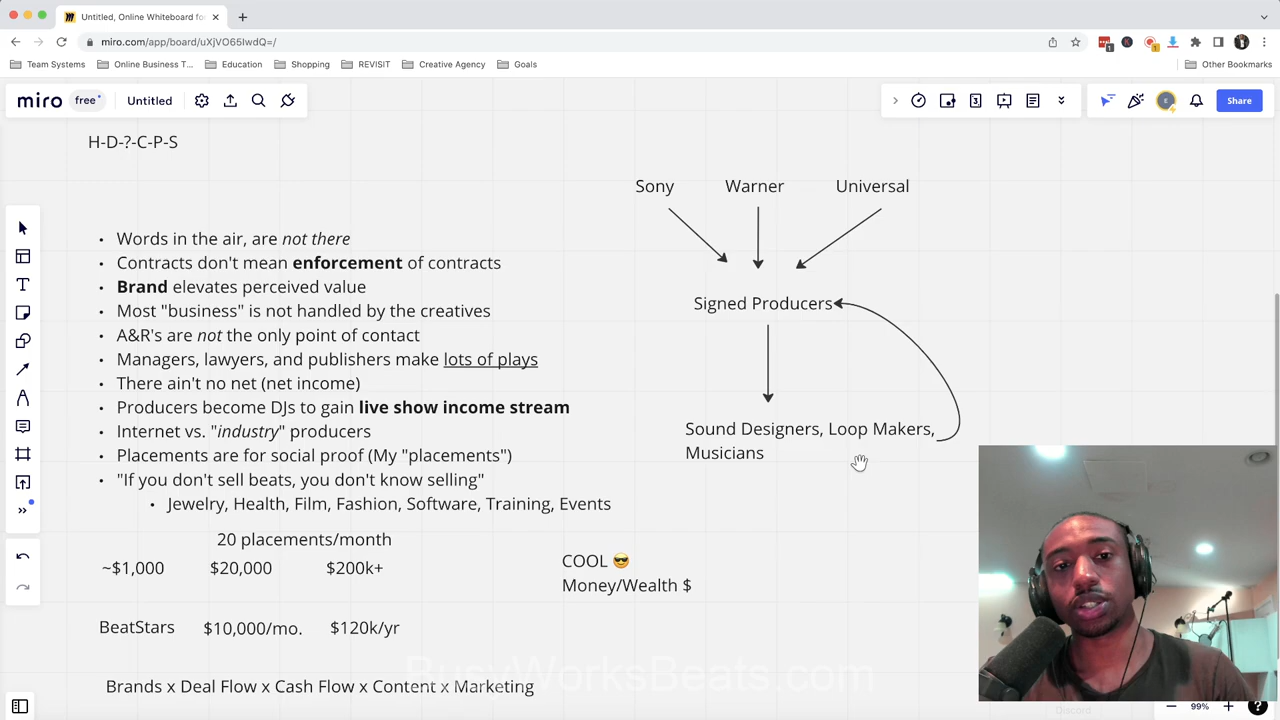 Untitled, Online Whiteboard for
miro.com/app/board/uXjVO65IwdQ=/
Team Systems
Online Business T...
Education
Shopping
REVISIT
Creative Agency
Goals
Other Bookmarks
miro free Untitled
3
E
Share
H-D-?-C-P-S
Sony Warner Universal
• Words in the air, are not there
• Contracts don't mean enforcement of contracts
• Brand elevates perceived value
• Most "business" is not handled by the creatives
• A&R's are not the only point of contact
• Managers, lawyers, and publishers make lots of plays
• There ain't no net (net income)
• Producers become DJs to gain live show income stream
• Internet vs. "industry" producers
• Placements are for social proof (My "placements")
• "If you don't sell beats, you don't know selling"
• Jewelry, Health, Film, Fashion, Software, Training, Events
Signed Producers
Sound Designers, Loop Makers,
Musicians
20 placements/month
~$1,000 $20,000 $200k+
COOL 😎
Money/Wealth $
BeatStars $10,000/mo. $120k/yr
Brands x Deal Flow x Cash Flow x Content x Marketing
BusyWorksBeats.com
Discord
99%
?